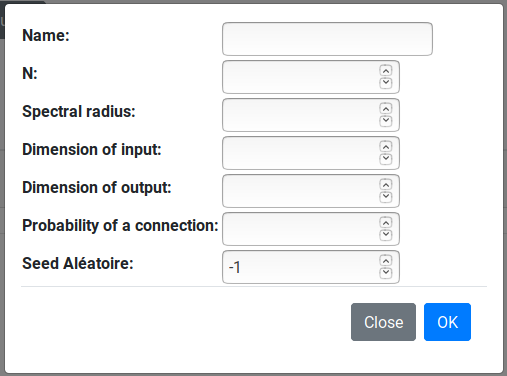 Name:
N:
Spectral radius:
Dimension of input:
Dimension of output:
Probability of a connection:
Seed Aléatoire: -1
Close OK